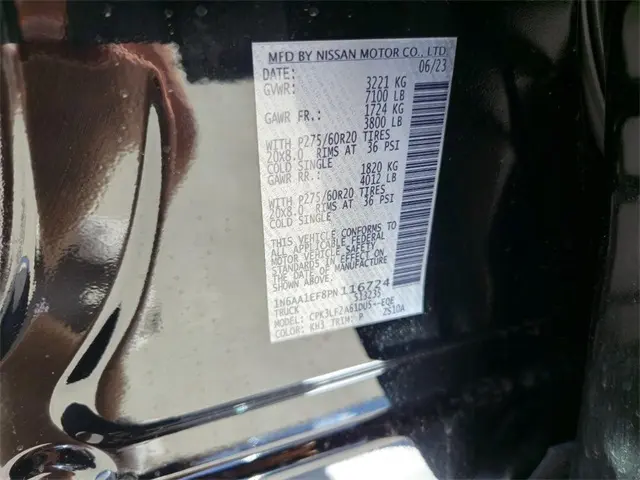 MFD BY NISSAN MOTOR CO., LTD
DATE: 06/23
GVWR: 3221 KG
7100 LB
GAWR FR.: 1724 KG
3800 LB
WITH P275/60R20 TIRES
20X8.0 RIMS AT 36 PSI
COLD SINGLE
GAWR RR.: 1820 KG
4012 LB
WITH P275/60R20 TIRES
20X8.0 RIMS AT 36 PSI
COLD SINGLE
THIS VEHICLE CONFORMS TO
ALL APPLICABLE FEDERAL
MOTOR VEHICLE SAFETY
STANDARDS IN EFFECT ON
THE DATE OF MANUFACTURE
SHOWN ABOVE.
1N6AA1EF8PN116724
TRUCK S13235
MODEL: CPK3LFZA61DU5--EQE
COLOR: KH3 TRIM: P ZS10A